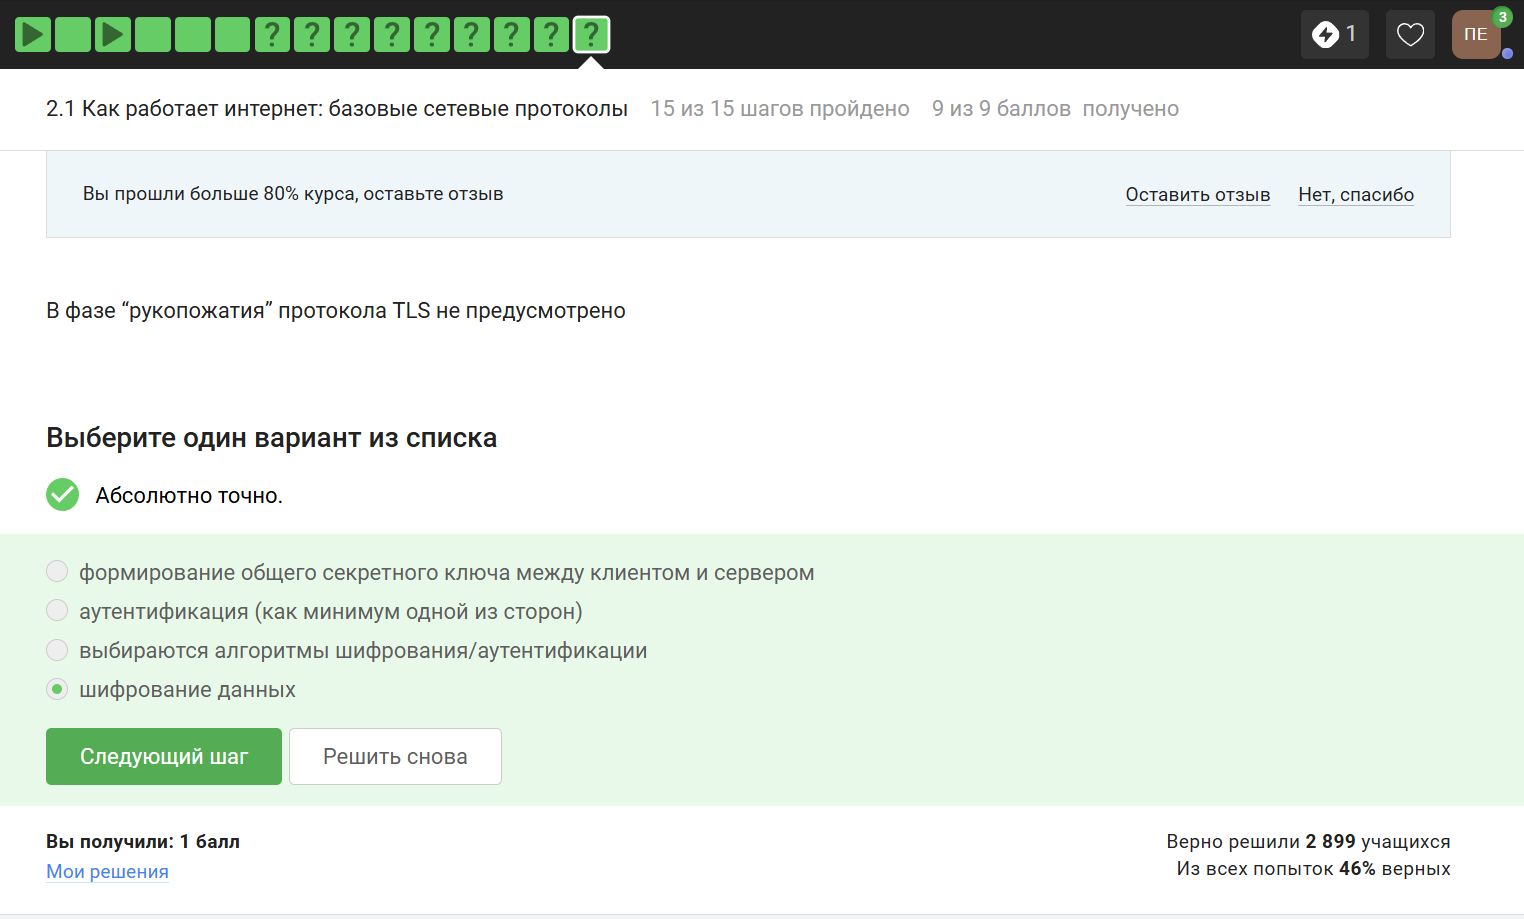 ? ? ? ? ? ? ? ? ?
1
ПЕ
3
2.1 Как работает интернет: базовые сетевые протоколы 15 из 15 шагов пройдено 9 из 9 баллов получено
Вы прошли больше 80% курса, оставьте отзыв Оставить отзыв Нет, спасибо
В фазе “рукопожатия” протокола TLS не предусмотрено
Выберите один вариант из списка
Абсолютно точно.
формирование общего секретного ключа между клиентом и сервером
аутентификация (как минимум одной из сторон)
выбираются алгоритмы шифрования/аутентификации
шифрование данных
Следующий шаг Решить снова
Вы получили: 1 балл
Мои решения
Верно решили 2 899 учащихся
Из всех попыток 46% верных